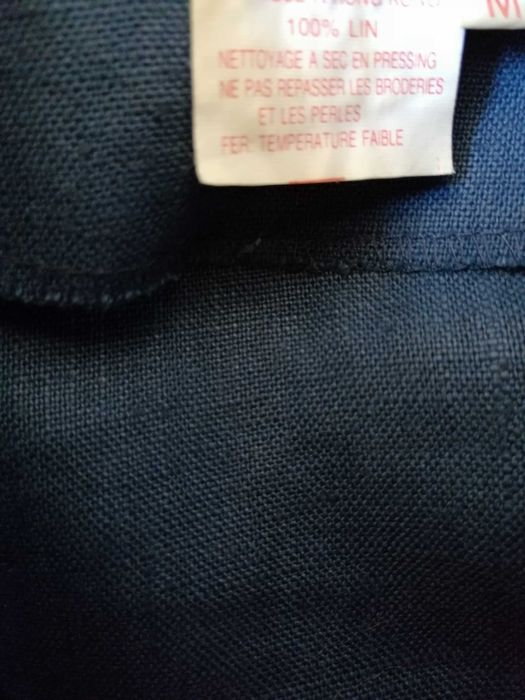 100% LIN
NETTOYAGE A SEC EN PRESSING
NE PAS REPASSER LES BRODERIES
ET LES PERLES
FER: TEMPERATURE FAIBLE